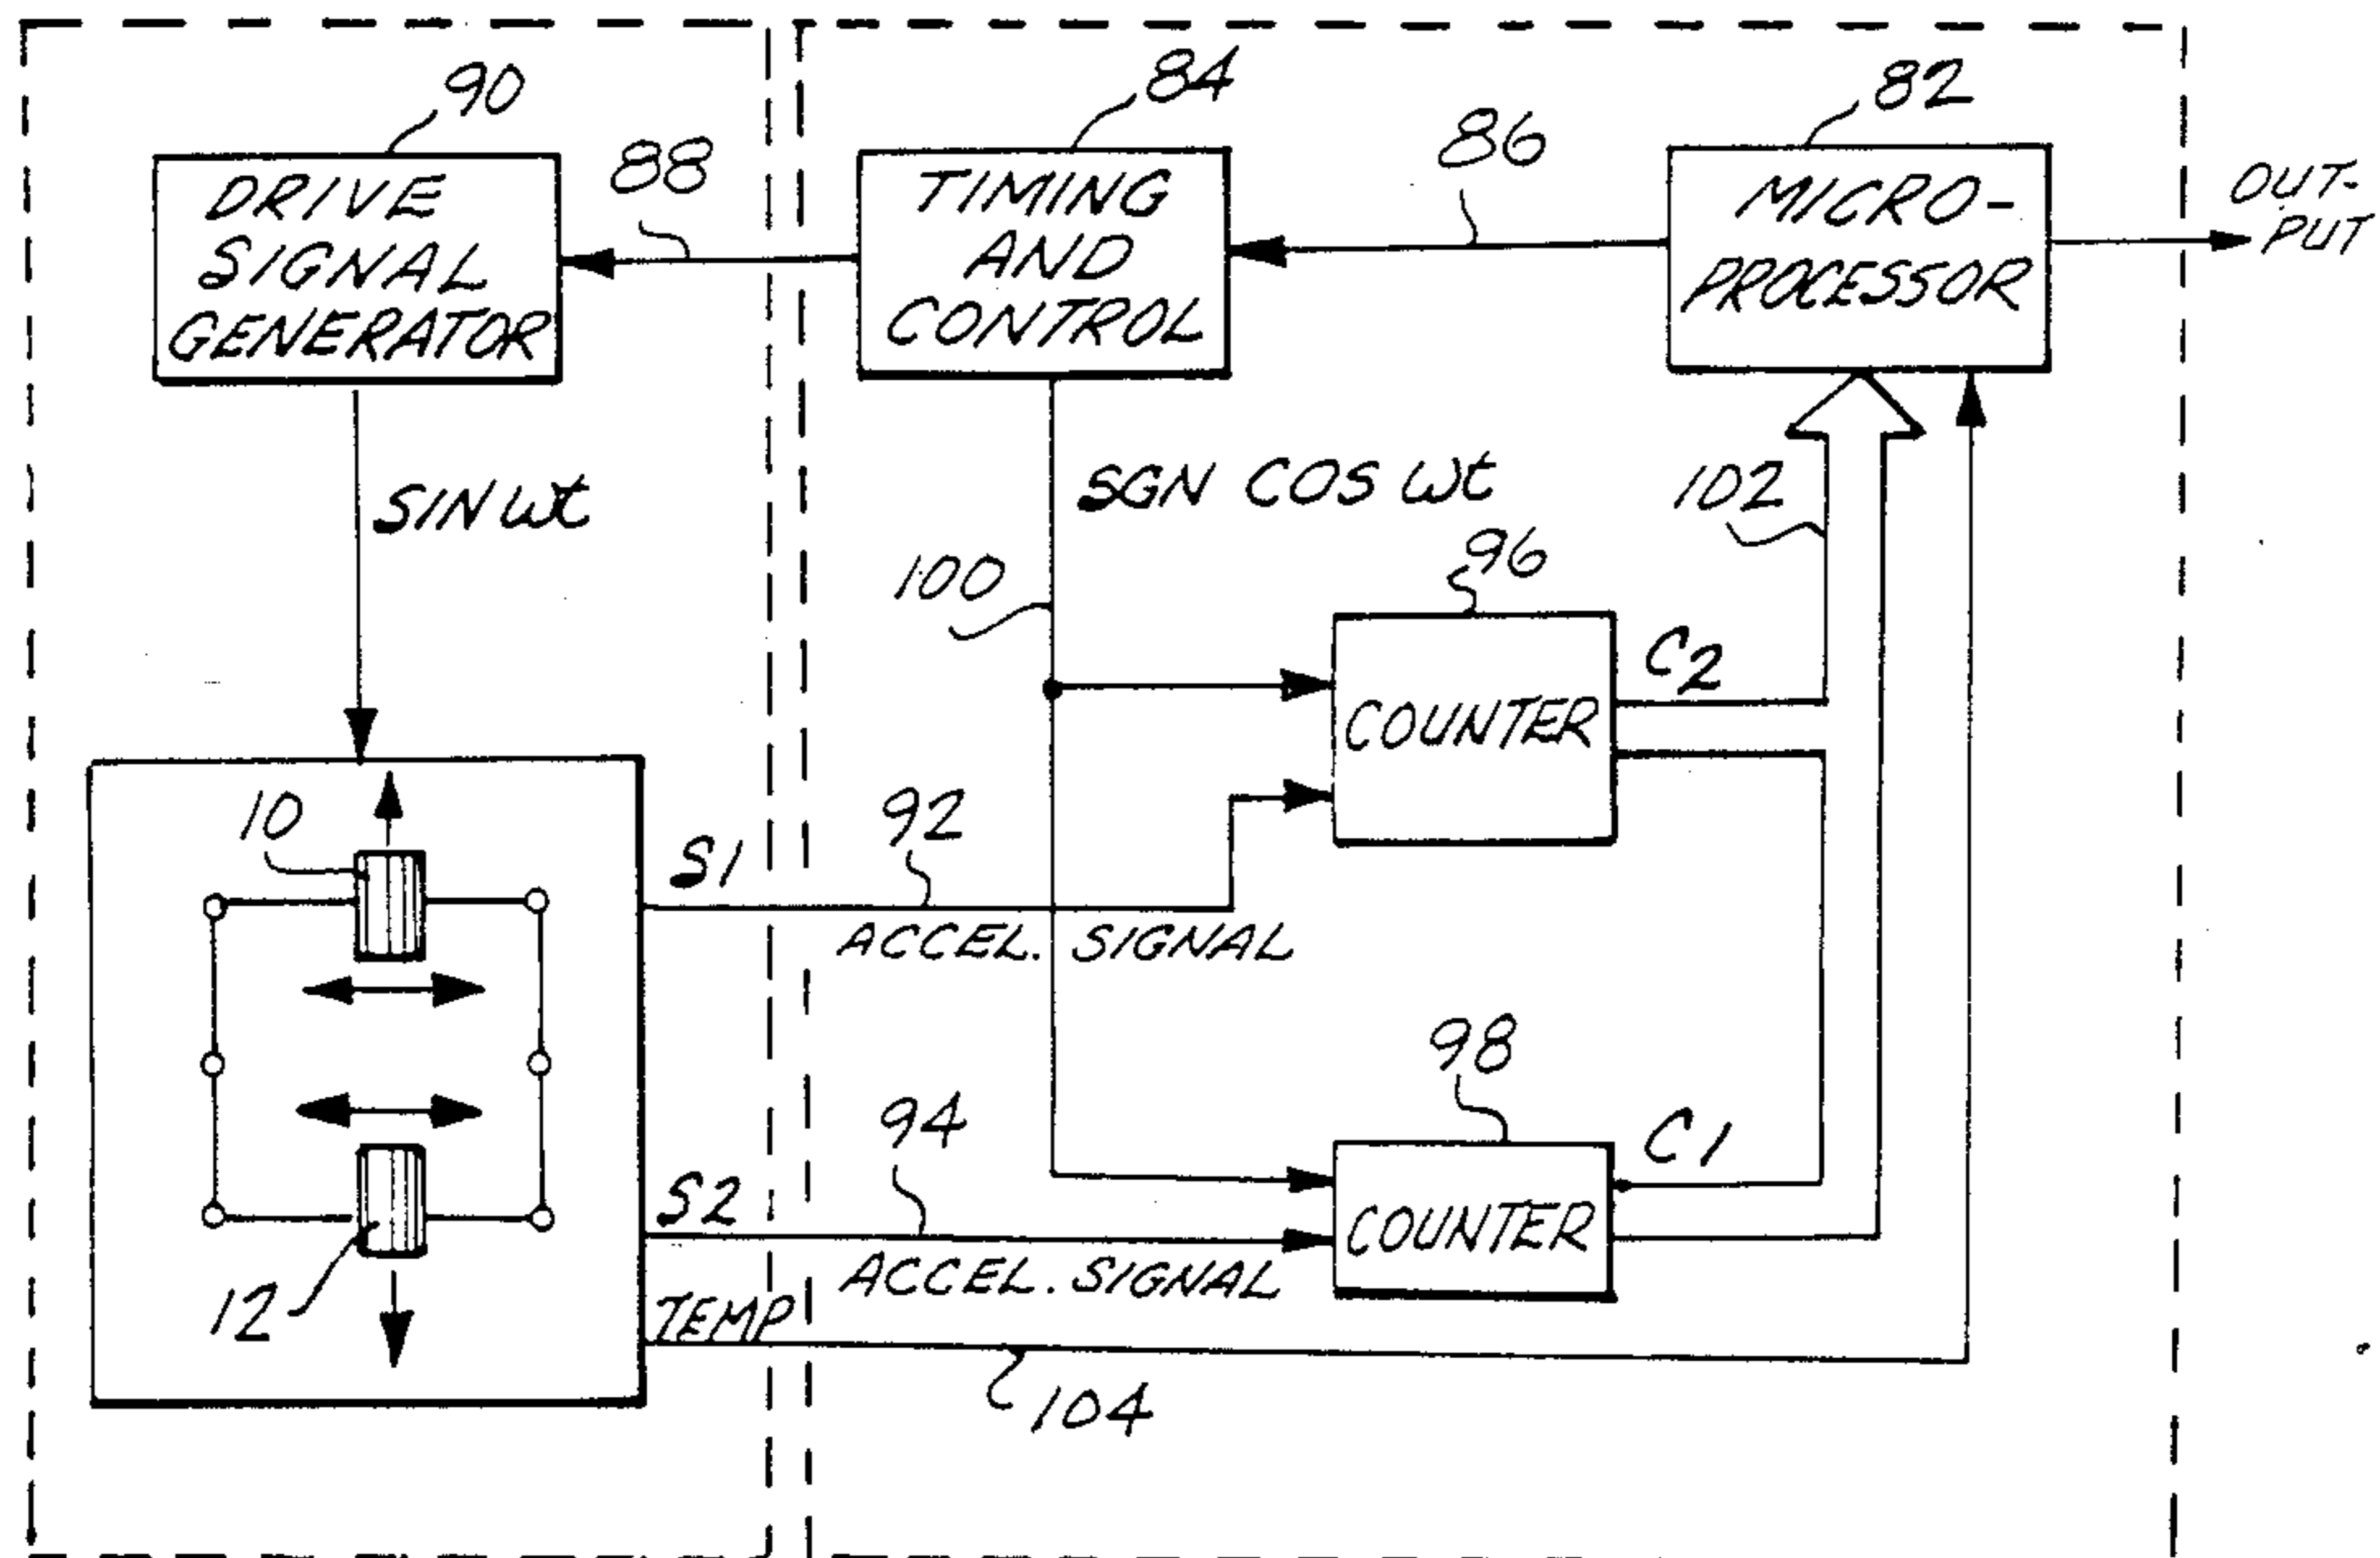 90
84
82
88
86
DRIVE
SIGNAL
GENERATOR
TIMING
AND
CONTROL
MICRO-
PROCESSOR
OUT-
PUT
SIN ωt
SGN COS ωt
102
100
96
C2
COUNTER
10
S1
92
ACCEL. SIGNAL
98
C1
94
S2
COUNTER
ACCEL. SIGNAL
12
TEMP
104